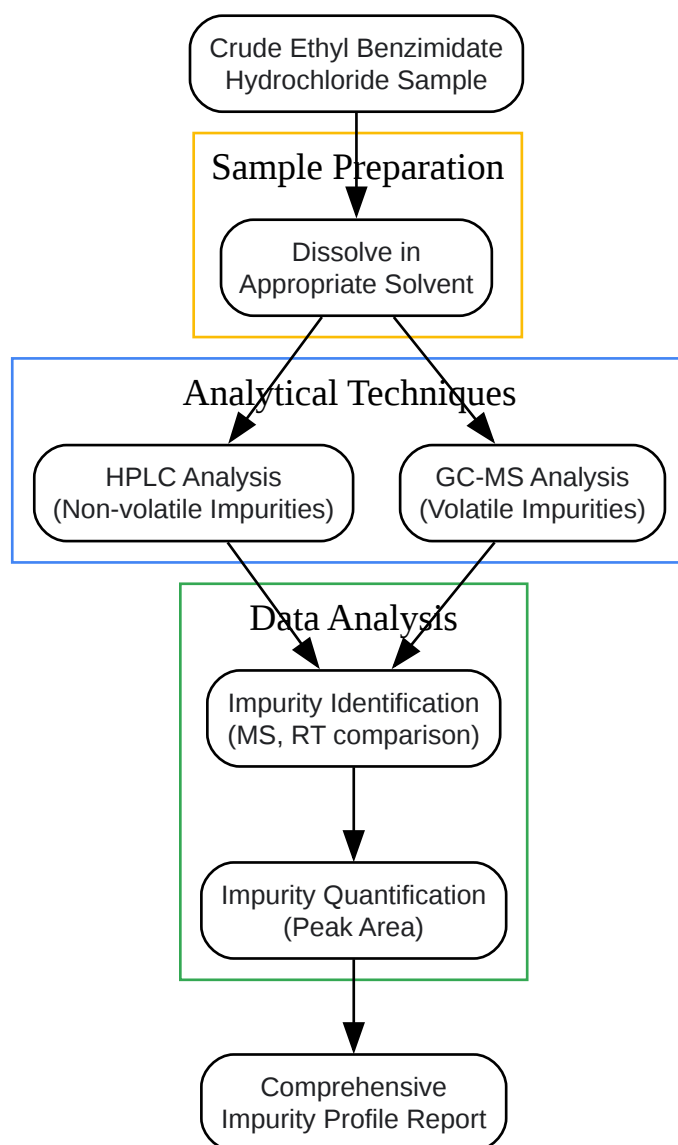 Crude Ethyl Benzimidate
Hydrochloride Sample
Sample Preparation
Dissolve in
Appropriate Solvent
Analytical Techniques
HPLC Analysis
(Non-volatile Impurities)
GC-MS Analysis
(Volatile Impurities)
Data Analysis
Impurity Identification
(MS, RT comparison)
Impurity Quantification
(Peak Area)
Comprehensive
Impurity Profile Report